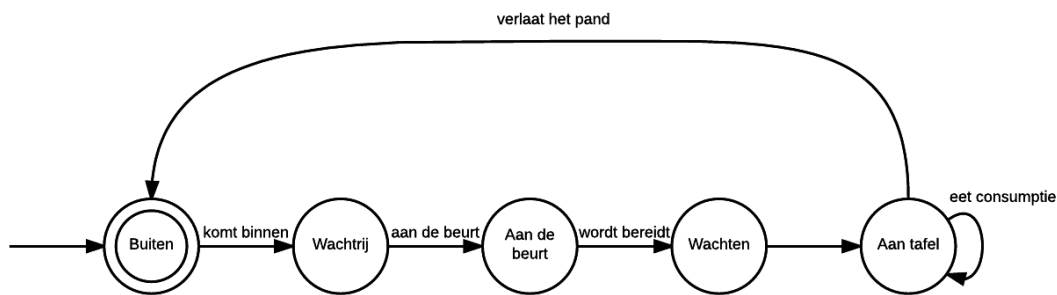 verlaat het pand
eet consumptie
Buiten
komt binnen
Wachtrij
aan de beurt
Aan de
beurt
wordt bereidt
Wachten
Aan tafel